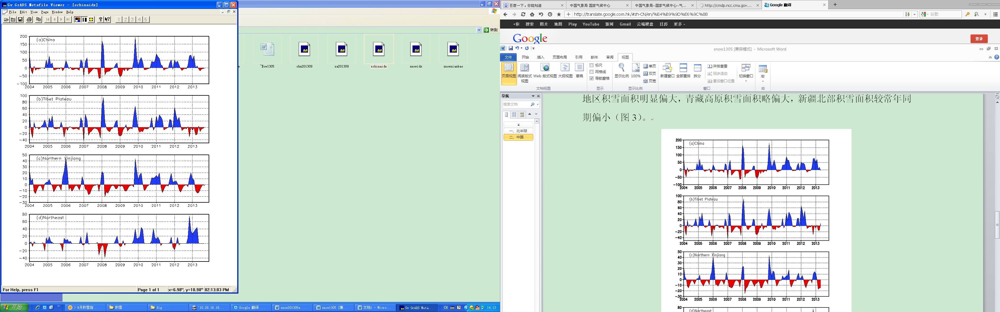 Gv GrADS Metafile Viewer - [schinaidx]
File Edit View Page Window Help
1 2 3 4 5
(a)China
200
150
100
50
0
-50
-100
2004 2005 2006 2007 2008 2009 2010 2011 2012 2013
(b)Tibet Plateau
100
80
60
40
20
0
-20
-40
2004 2005 2006 2007 2008 2009 2010 2011 2012 2013
(c)Northern Xinjiang
50
40
30
20
10
0
-10
-20
-30
2004 2005 2006 2007 2008 2009 2010 2011 2012 2013
(d)Northeast
80
60
40
20
0
-20
-40
2004 2005 2006 2007 2008 2009 2010 2011 2012 2013
For Help, press F1
Page 1 of 1
x=6.98", y=10.98"
02:13:03 PM
转到
e
~$ow1305
chn201309
sa201309
schinaidx
snowidx
snownianbao
开始
9月积雪指...
积雪
fig
'10.28.16.18...
Google 翻译 ...
snow201305e ...
snow1305 [兼...
文档1 - Micro...
Gv GrADS Meta...
CH
14:13
百度一下，你就知道
中国气象局 国家气候中心
中国气象局--国家气候中心--气...
http://cmdp.ncc.cma.gov....
Google 翻译
http://translate.google.com.hk/#zh-CN/en/%E4%B9%9D%E6%9C%88
谷歌
+你 搜索 图片 地图 Play YouTube 新闻 Gmail 云端硬盘 日历 更多
Google
登录
snow1305 [兼容模式] - Microsoft Word
文件 开始 插入 页面布局 引用 邮件 审阅 视图
页面视图
阅读版式视图
Web 版式视图
大纲视图
草稿
文档视图
标尺
网格线
导航窗格
显示
显示比例
100%
单页
双页
页宽
显示比例
新建窗口
全部重排
拆分
并排查看
同步滚动
重设窗口位置
切换窗口
窗口
宏
宏
导航
搜索文档
一、北半球
二、中国
地区积雪面积明显偏大，青藏高原积雪面积略偏大，新疆北部积雪面积较常年同
期偏小（图 3）。
(a)China
200
150
100
50
0
-50
-100
2004 2005 2006 2007 2008 2009 2010 2011 2012 2013
(b)Tibet Plateau
100
80
60
40
20
0
-20
-40
2004 2005 2006 2007 2008 2009 2010 2011 2012 2013
(c)Northern Xinjiang
50
40
30
20
10
0
-10
-20
-30
2004 2005 2006 2007 2008 2009 2010 2011 2012 2013
80
(d)Northeast